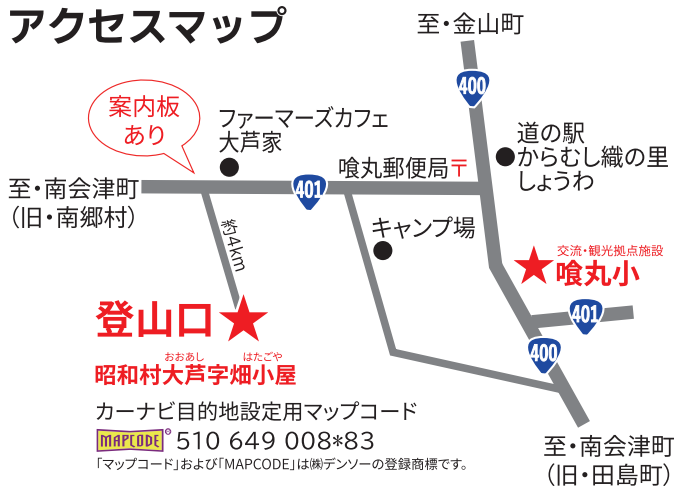 アクセスマップ
至・金山町
400
案内板
あり
ファーマーズカフェ
大芦家
道の駅
からむし織の里
しょうわ
喰丸郵便局〒
至・南会津町
（旧・南郷村）
401
キャンプ場
約4km
交流・観光拠点施設
喰丸小
登山口
401
400
おおあし はたごや
昭和村大芦字畑小屋
カーナビ目的地設定用マップコード
MAPCODE® 510 649 008*83
「マップコード」および「MAPCODE」は㈱デンソーの登録商標です。
至・南会津町
（旧・田島町）